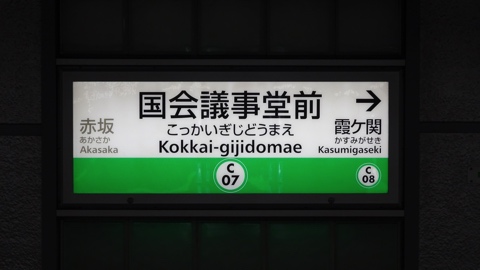 国会議事堂前
こっかいぎじどうまえ
Kokkai-gijidomae
赤坂
あかさか
Akasaka
→
霞ケ関
かすみがせき
Kasumigaseki
C
07
C
08